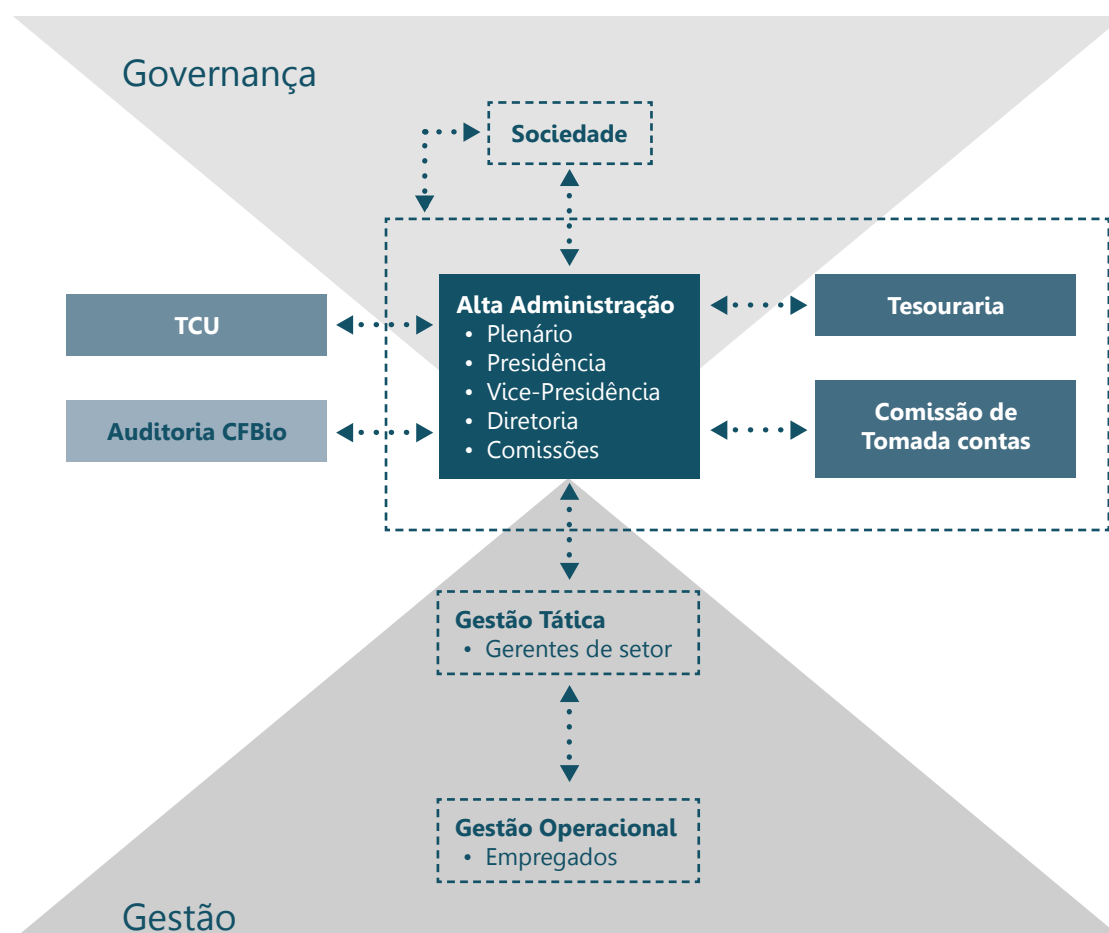 Governança
Sociedade
TCU
Auditoria CFBio
Alta Administração
• Plenário
• Presidência
• Vice-Presidência
• Diretoria
• Comissões
Tesouraria
Comissão de
Tomada contas
Gestão Tática
• Gerentes de setor
Gestão Operacional
• Empregados
Gestão